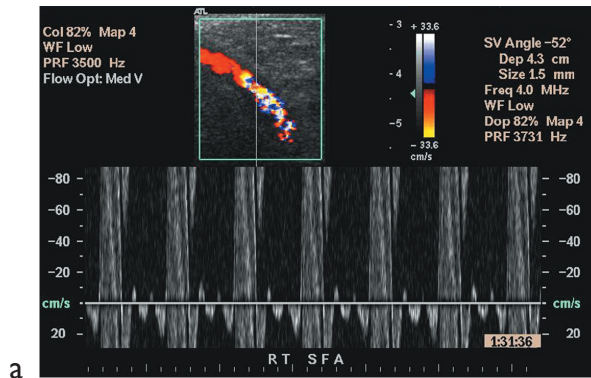 ATL
Col 82% Map 4
WF Low
PRF 3500 Hz
Flow Opt: Med V
- 3
- 4
-5
+ 33.6
- 33.6
cm/s
SV Angle –52°
Dep 4.3 cm
Size 1.5 mm
Freq 4.0 MHz
WF Low
Dop 82% Map 4
PRF 3731 Hz
–80
–60
–40
–20
cm/s
20
- 80
- 60
- 40
- 20
cm/s
20
1:31:36
RT SFA
a